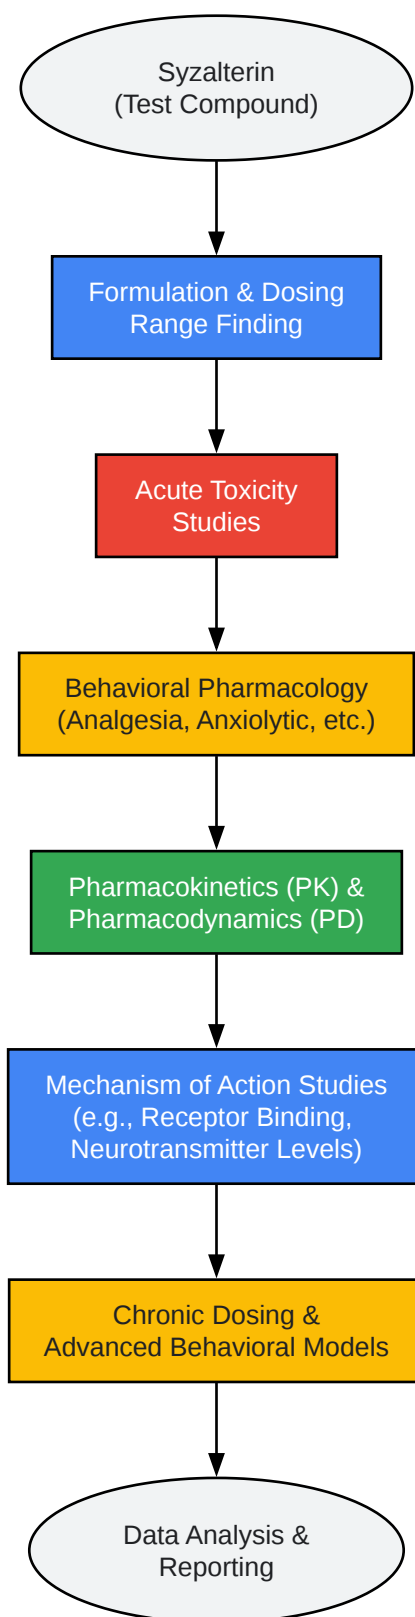 Syzalterin
(Test Compound)
Formulation & Dosing
Range Finding
Acute Toxicity
Studies
Behavioral Pharmacology
(Analgesia, Anxiolytic, etc.)
Pharmacokinetics (PK) &
Pharmacodynamics (PD)
Mechanism of Action Studies
(e.g., Receptor Binding,
Neurotransmitter Levels)
Chronic Dosing &
Advanced Behavioral Models
Data Analysis &
Reporting